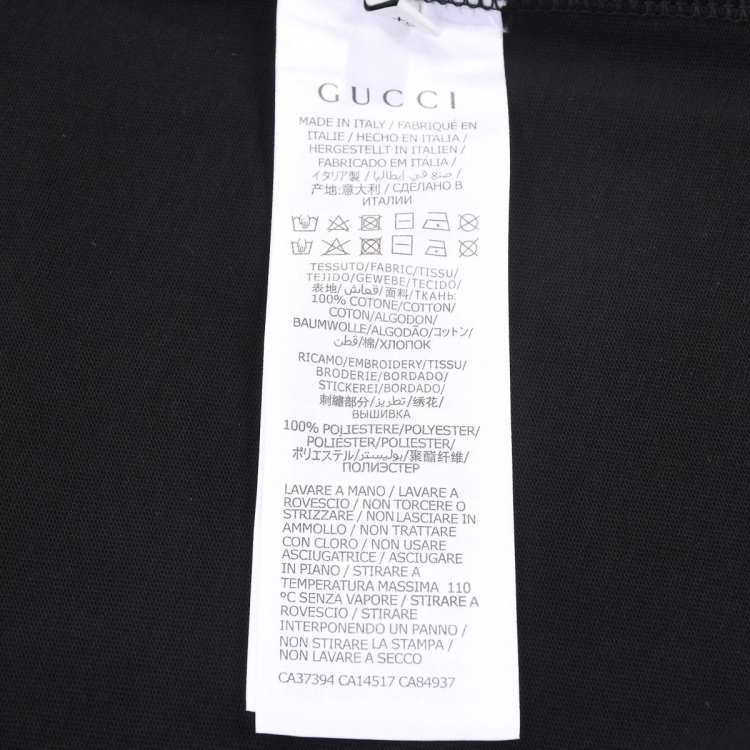 GUCCI
MADE IN ITALY / FABRIQUÉ EN
ITALIE / HECHO EN ITALIA /
HERGESTELLT IN ITALIEN /
FABRICADO EM ITALIA /
イタリア製 / صنع في إيطاليا /
产地:意大利 / СДЕЛАНО В
ИТАЛИИ
TESSUTO/FABRIC/TISSU/
TEJIDO/GEWEBE/TECIDO/
表地/قماش/面料/ТКАНЬ:
100% COTONE/COTTON/
COTON/ALGODON/
BAUMWOLLE/ALGODÃO/コットン/
قطن/棉/ХЛОПОК
RICAMO/EMBROIDERY/TISSU/
BRODERIE/BORDADO/
STICKEREI/BORDADO/
刺繡部分/تطريز/绣花/
ВЫШИВКА
100% POLIESTERE/POLYESTER/
POLIÉSTER/POLYESTER/
ポリエステル/بوليستر/聚酯纤维/
ПОЛИЭСТЕР
LAVARE A MANO / LAVARE A
ROVESCIO / NON TORCERE O
STRIZZARE / NON LASCIARE IN
AMMOLLO / NON TRATTARE
CON CLORO / NON USARE
ASCIUGATRICE / ASCIUGARE
IN PIANO / STIRARE A
TEMPERATURA MASSIMA 110
°C SENZA VAPORE / STIRARE A
ROVESCIO / STIRARE
INTERPONENDO UN PANNO /
NON STIRARE LA STAMPA /
NON LAVARE A SECCO
CA37394 CA14517 CA84937